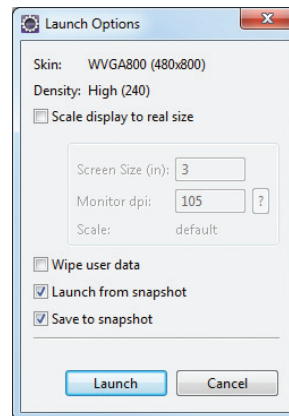 Launch Options
Skin: WVGA800 (480x800)
Density: High (240)
Scale display to real size
Screen Size (in): 3
Monitor dpi: 105 ?
Scale: default
Wipe user data
Launch from snapshot
Save to snapshot
Launch Cancel